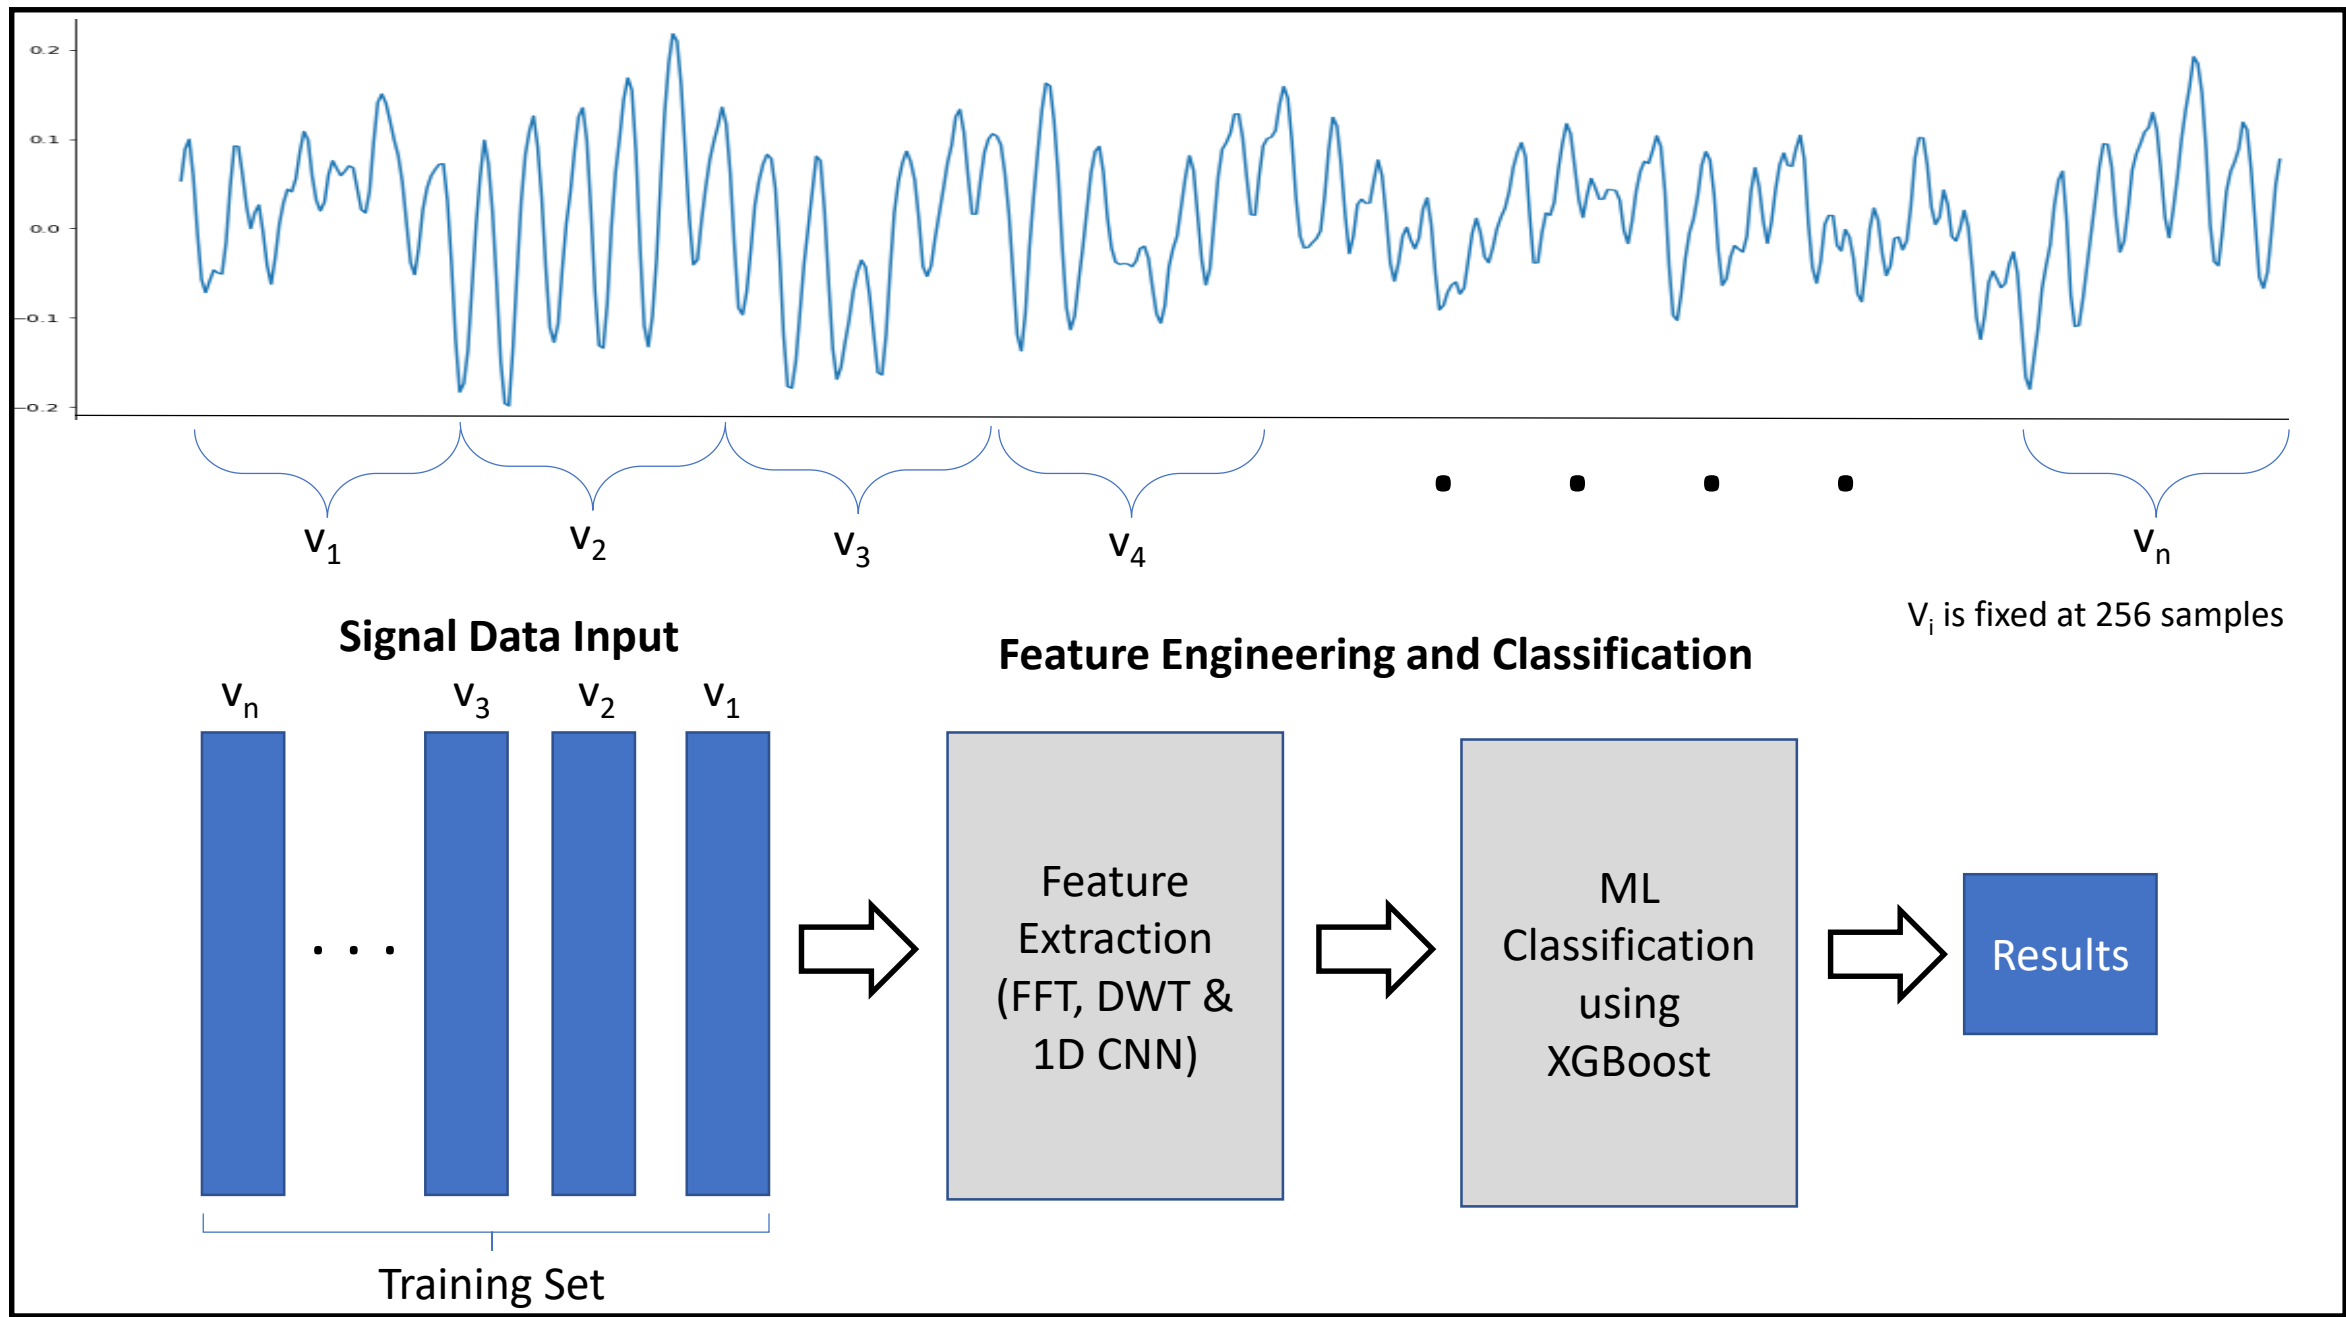 0.2
0.1
0.0
−0.1
−0.2
v1
v2
v3
v4
vn
Vi is fixed at 256 samples
Signal Data Input
Feature Engineering and Classification
vn
v3
v2
v1
Feature
Extraction
(FFT, DWT &
1D CNN)
ML
Classification
using
XGBoost
Results
Training Set